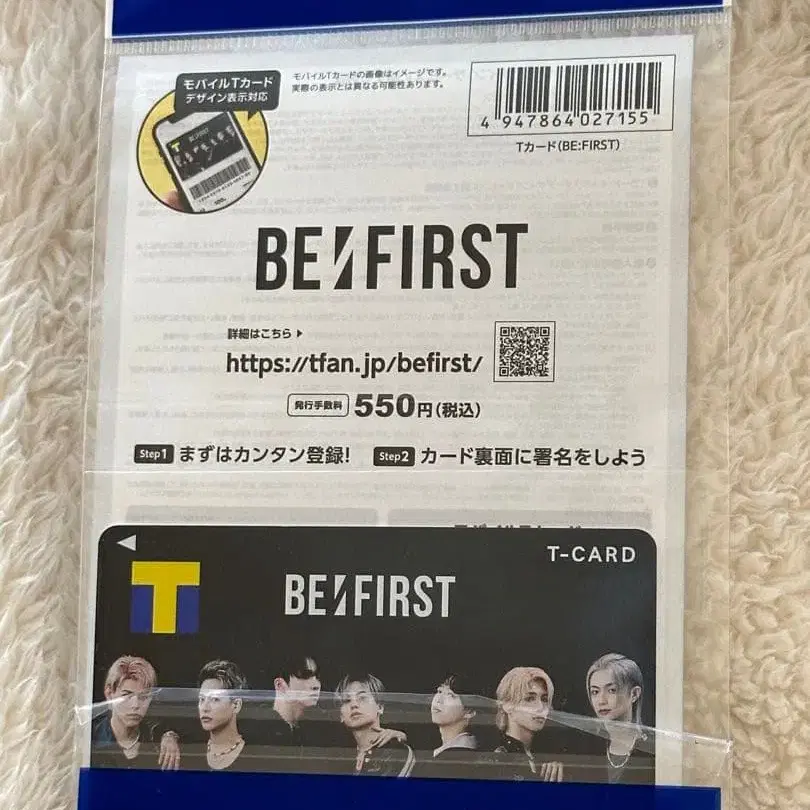 モバイルTカード
デザイン表示対応
モバイルTカードの画像はイメージです。
実際の表示とは異なる可能性あります。
4 947864 027155
Tカード(BE:FIRST)
BE:FIRST
詳細はこちら▶
https://tfan.jp/befirst/
発行手数料 550円(税込)
Step1 まずはカンタン登録!
Step2 カード裏面に署名をしよう
T-CARD
T
BE:FIRST